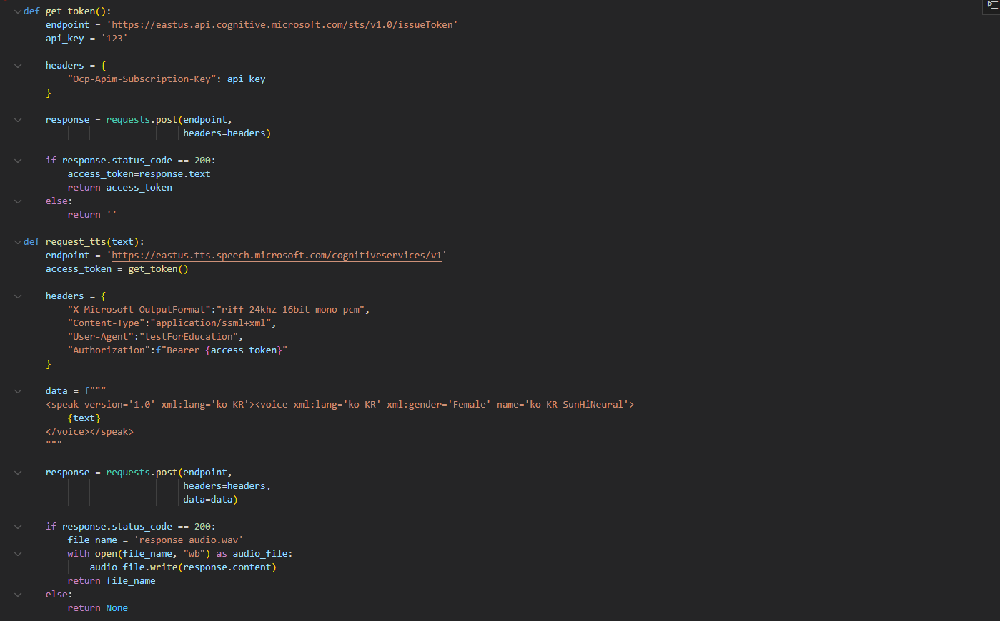 def get_token():
    endpoint = 'https://eastus.api.cognitive.microsoft.com/sts/v1.0/issueToken'
    api_key = '123'

    headers = {
        "Ocp-Apim-Subscription-Key": api_key
    }

    response = requests.post(endpoint,
                             headers=headers)

    if response.status_code == 200:
        access_token=response.text
        return access_token
    else:
        return ''

def request_tts(text):
    endpoint = 'https://eastus.tts.speech.microsoft.com/cognitiveservices/v1'
    access_token = get_token()

    headers = {
        "X-Microsoft-OutputFormat":"riff-24khz-16bit-mono-pcm",
        "Content-Type":"application/ssml+xml",
        "User-Agent":"testForEducation",
        "Authorization":f"Bearer {access_token}"
    }

    data = f"""
    <speak version='1.0' xml:lang='ko-KR'><voice xml:lang='ko-KR' xml:gender='Female' name='ko-KR-SunHiNeural'>
        {text}
    </voice></speak>
    """

    response = requests.post(endpoint,
                             headers=headers,
                             data=data)

    if response.status_code == 200:
        file_name = 'response_audio.wav'
        with open(file_name, "wb") as audio_file:
            audio_file.write(response.content)
        return file_name
    else:
        return None